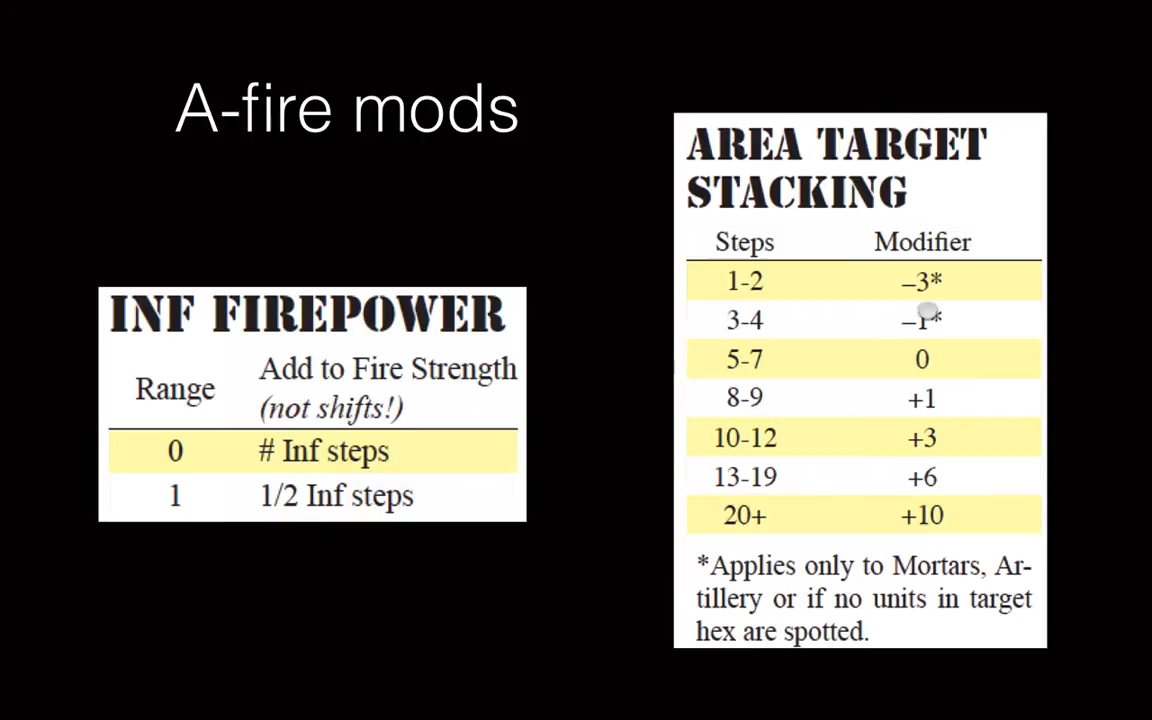 A-fire mods
INF FIREPOWER
Range
Add to Fire Strength
(not shifts!)
0 # Inf steps
1 1/2 Inf steps
AREA TARGET
STACKING
Steps Modifier
1-2 –3*
3-4 –1*
5-7 0
8-9 +1
10-12 +3
13-19 +6
20+ +10
*Applies only to Mortars, Ar-
tillery or if no units in target
hex are spotted.